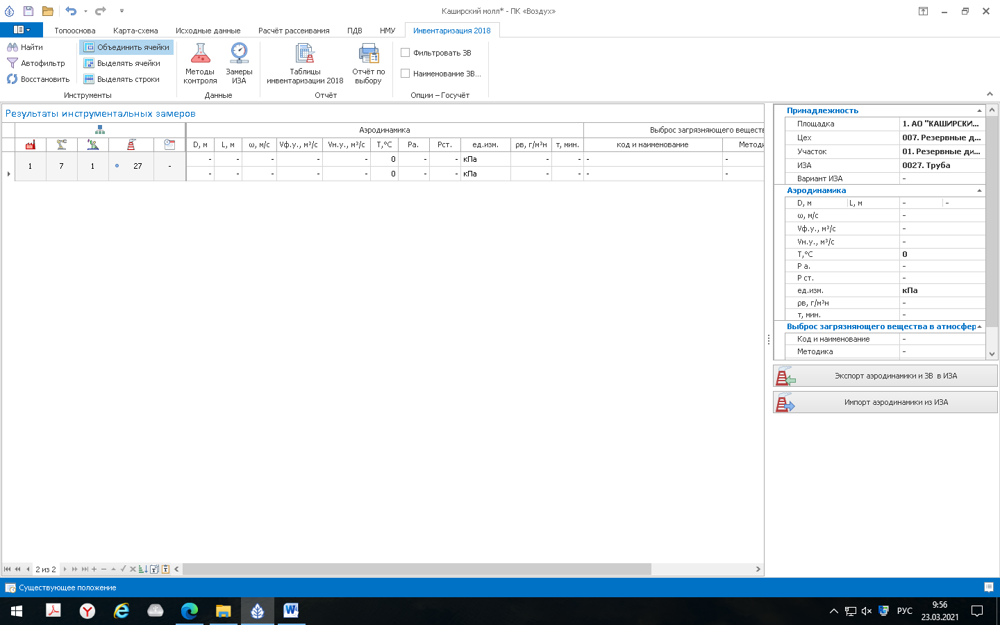 Каширский молл* - ПК «Воздух»
Топооснова Карта-схема Исходные данные Расчёт рассеивания ПДВ НМУ Инвентаризация 2018
Найти
Автофильтр
Восстановить
Объединить ячейки
Выделять ячейки
Выделять строки
Инструменты
Методы контроля
Замеры ИЗА
Данные
Таблицы инвентаризации 2018
Отчёт по выбору
Отчёт
Фильтровать ЗВ
Наименование ЗВ...
Опции – Госучёт
Результаты инструментальных замеров
Аэродинамика Выброс загрязняющего веществ
D, м L, м ω, м/с Vф.у., м³/с Vн.у., м³/с T,°C Pа. Pст. ед.изм. ρв, г/м³н т, мин. код и наименование Методи
1 7 1 27 - - - - - - 0 - - кПа - - - -
- - - - - 0 - - кПа - - - -
2 из 2
Принадлежность
Площадка 1. АО "КАШИРСКИ...
Цех 007. Резервные д...
Участок 01. Резервные ди...
ИЗА 0027. Труба
Вариант ИЗА -
Аэродинамика
D, м L, м - -
ω, м/с -
Vф.у., м³/с -
Vн.у., м³/с -
T,°C 0
P а. -
P ст. -
ед.изм. кПа
ρв, г/м³н -
т, мин. -
Выброс загрязняющего вещества в атмосфер
Код и наименование -
Методика -
Экспорт аэродинамики и ЗВ в ИЗА
Импорт аэродинамики из ИЗА
Существующее положение
РУС
9:56
23.03.2021